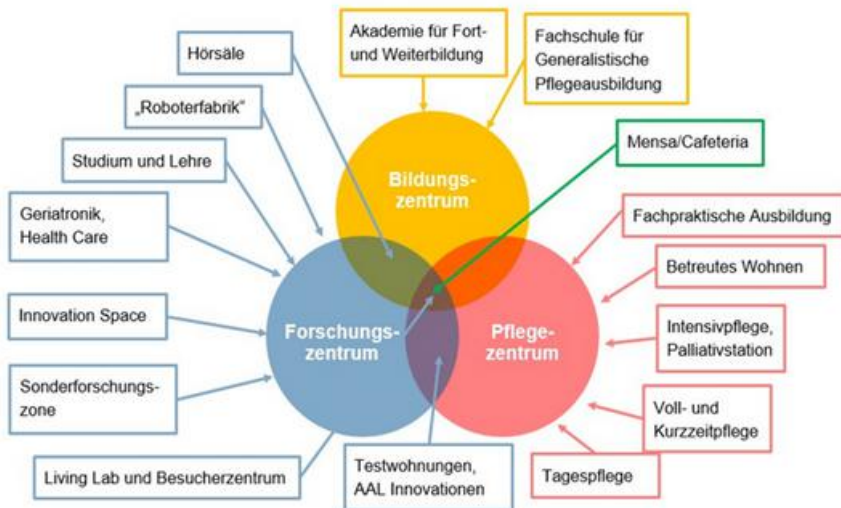 Akademie für Fort-
und Weiterbildung
Fachschule für
Generalistische
Pflegeausbildung
Hörsäle
„Roboterfabrik“
Studium und Lehre
Geriatronik,
Health Care
Innovation Space
Sonderforschungs-
zone
Living Lab und Besucherzentrum
Testwohnungen,
AAL Innovationen
Bildungs-
zentrum
Forschungs-
zentrum
Pflege-
zentrum
Mensa/Cafeteria
Fachpraktische Ausbildung
Betreutes Wohnen
Intensivpflege,
Palliativstation
Voll- und
Kurzzeitpflege
Tagespflege